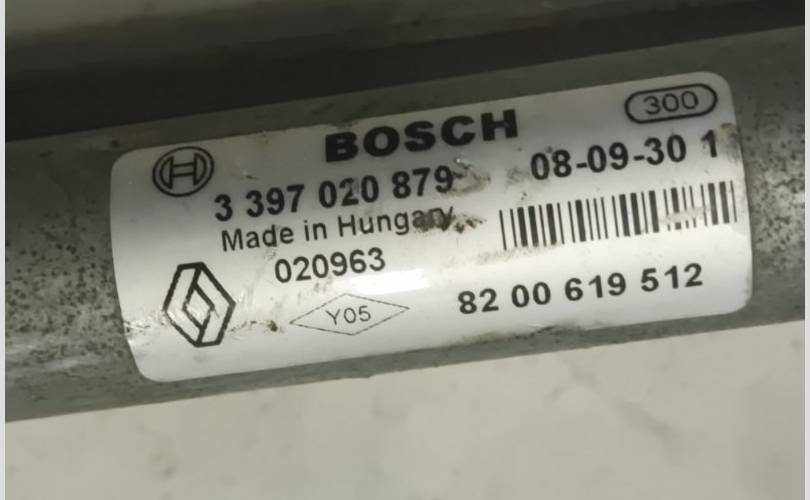 300
BOSCH
3 397 020 879 08-09-30 1
Made in Hungary
020963
Y05 82 00 619 512